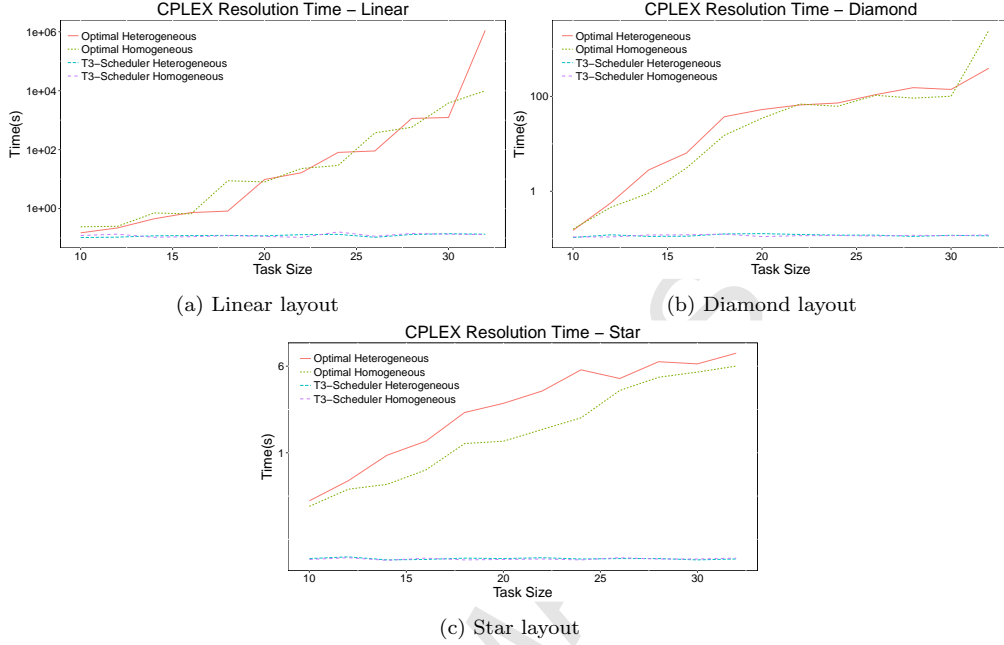 CPLEX Resolution Time – Linear
1e+06
1e+04
1e+02
1e+00
Time(s)
Optimal Heterogeneous
Optimal Homogeneous
T3–Scheduler Heterogeneous
T3–Scheduler Homogeneous
10 15 20 25 30
Task Size
(a) Linear layout
CPLEX Resolution Time – Diamond
100
1
Time(s)
Optimal Heterogeneous
Optimal Homogeneous
T3–Scheduler Heterogeneous
T3–Scheduler Homogeneous
10 15 20 25 30
Task Size
(b) Diamond layout
CPLEX Resolution Time – Star
6
1
Time(s)
Optimal Heterogeneous
Optimal Homogeneous
T3–Scheduler Heterogeneous
T3–Scheduler Homogeneous
10 15 20 25 30
Task Size
(c) Star layout